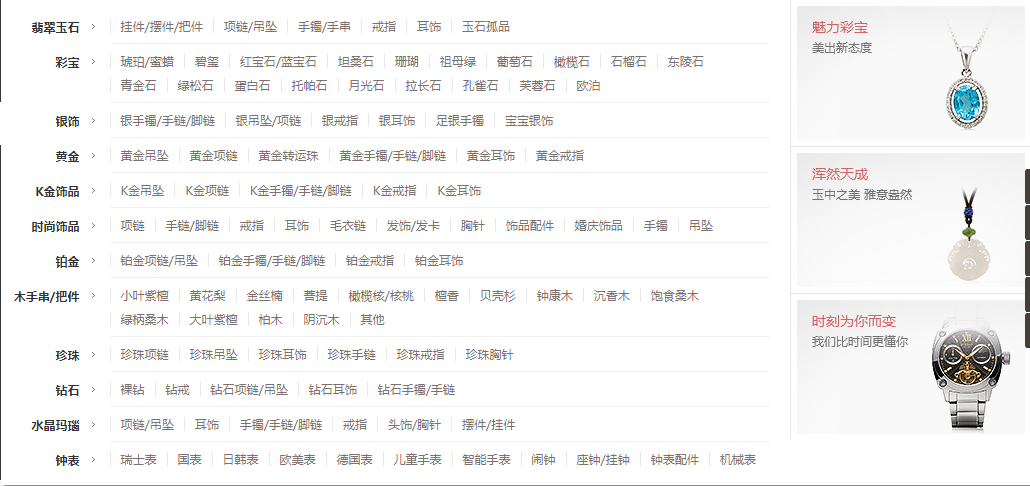 翡翠玉石 > 挂件/摆件/把件 项链/吊坠 手镯/手串 戒指 耳饰 玉石孤品
彩宝 > 琥珀/蜜蜡 碧玺 红宝石/蓝宝石 坦桑石 珊瑚 祖母绿 葡萄石 橄榄石 石榴石 东陵石
青金石 绿松石 蛋白石 托帕石 月光石 拉长石 孔雀石 芙蓉石 欧泊
银饰 > 银手镯/手链/脚链 银吊坠/项链 银戒指 银耳饰 足银手镯 宝宝银饰
黄金 > 黄金吊坠 黄金项链 黄金转运珠 黄金手镯/手链/脚链 黄金耳饰 黄金戒指
K金饰品 > K金吊坠 K金项链 K金手镯/手链/脚链 K金戒指 K金耳饰
时尚饰品 > 项链 手链/脚链 戒指 耳饰 毛衣链 发饰/发卡 胸针 饰品配件 婚庆饰品 手镯 吊坠
铂金 > 铂金项链/吊坠 铂金手镯/手链/脚链 铂金戒指 铂金耳饰
木手串/把件 > 小叶紫檀 黄花梨 金丝楠 菩提 橄榄核/核桃 檀香 贝壳杉 钟康木 沉香木 饱食桑木
绿柄桑木 大叶紫檀 柏木 阴沉木 其他
珍珠 > 珍珠项链 珍珠吊坠 珍珠耳饰 珍珠手链 珍珠戒指 珍珠胸针
钻石 > 裸钻 钻戒 钻石项链/吊坠 钻石耳饰 钻石手镯/手链
水晶玛瑙 > 项链/吊坠 耳饰 手镯/手链/脚链 戒指 头饰/胸针 摆件/挂件
钟表 > 瑞士表 国表 日韩表 欧美表 德国表 儿童手表 智能手表 闹钟 座钟/挂钟 钟表配件 机械表
魅力彩宝
美出新态度
浑然天成
玉中之美 雅意盎然
时刻为你而变
我们比时间更懂你